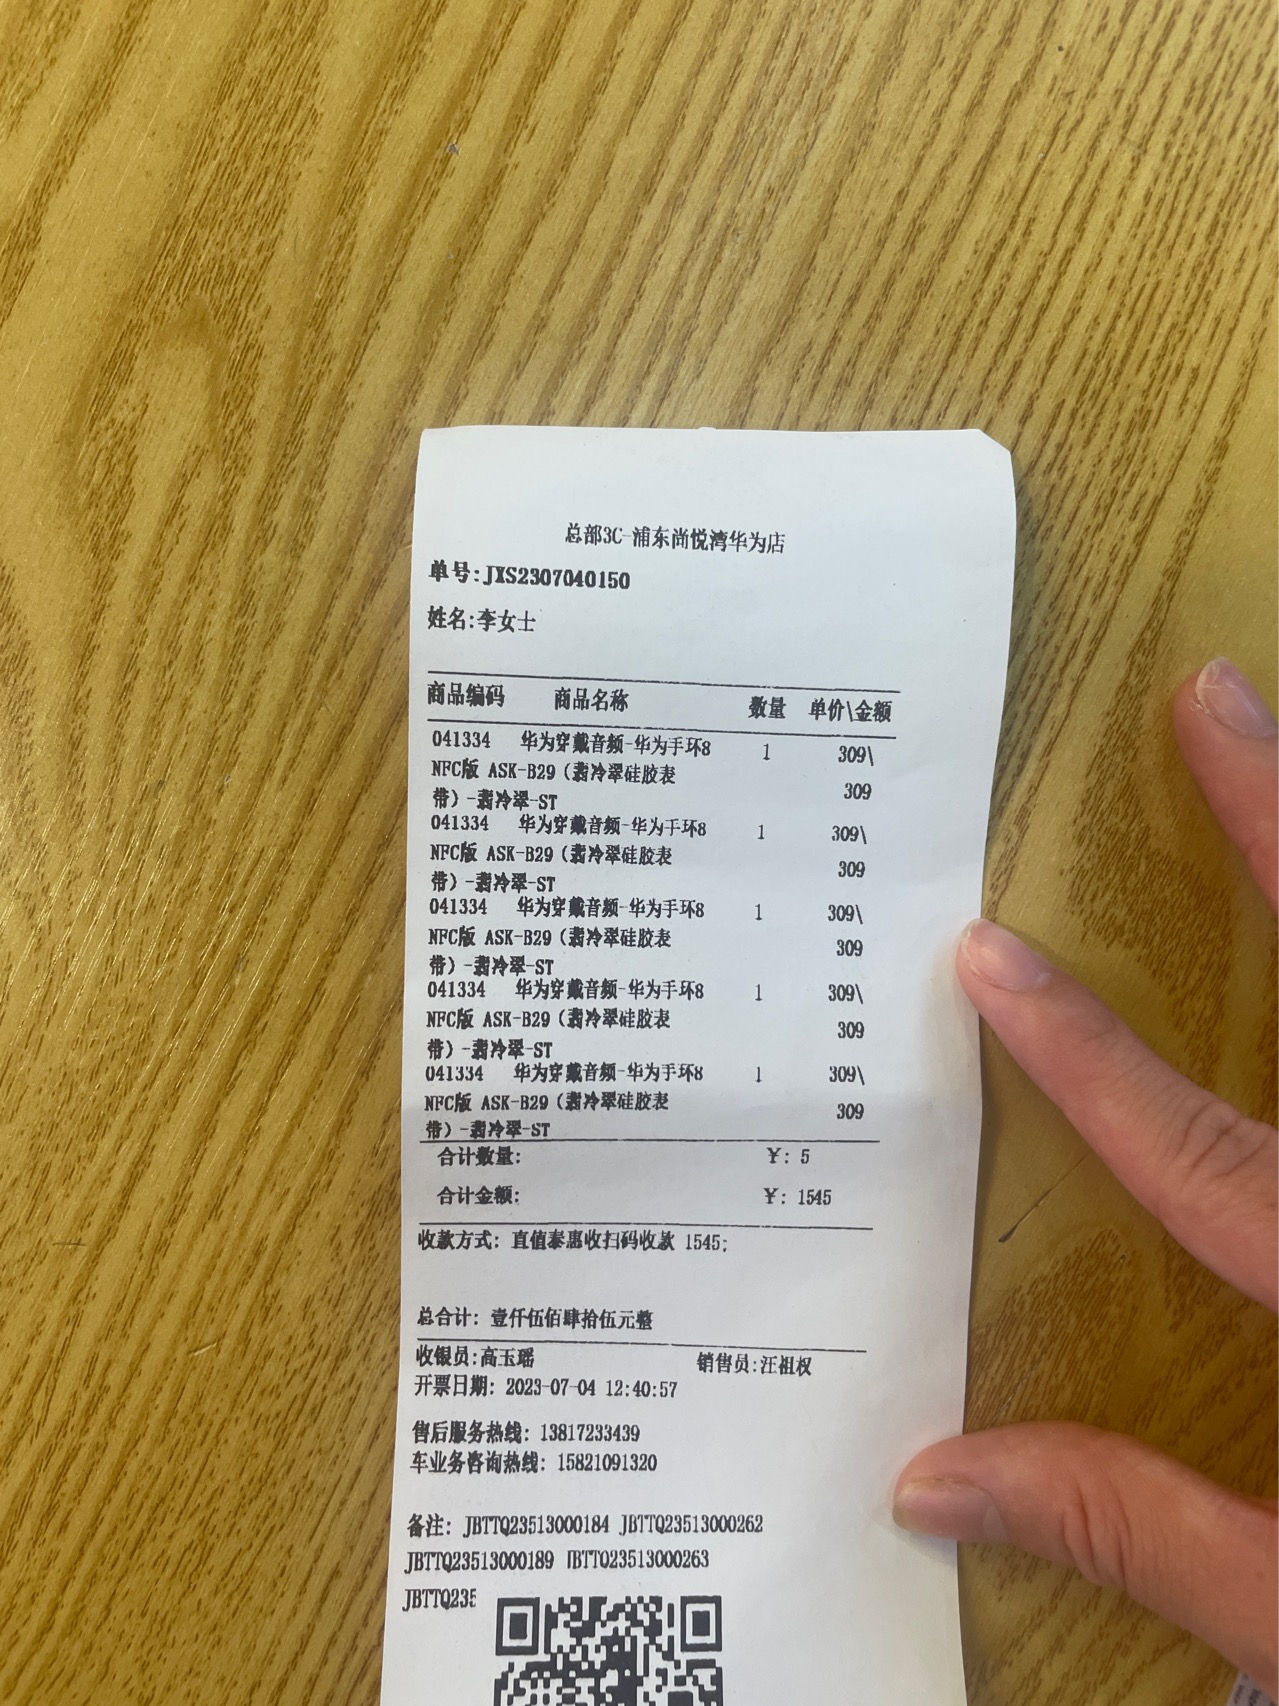 总部3C-浦东尚悦湾华为店
单号:JXS2307040150
姓名:李女士
商品编码 商品名称 数量 单价\金额
041334 华为穿戴音频-华为手环8 1 309\
NFC版 ASK-B29（翡冷翠硅胶表 309
带）-翡冷翠-ST
041334 华为穿戴音频-华为手环8 1 309\
NFC版 ASK-B29（翡冷翠硅胶表 309
带）-翡冷翠-ST
041334 华为穿戴音频-华为手环8 1 309\
NFC版 ASK-B29（翡冷翠硅胶表 309
带）-翡冷翠-ST
041334 华为穿戴音频-华为手环8 1 309\
NFC版 ASK-B29（翡冷翠硅胶表 309
带）-翡冷翠-ST
041334 华为穿戴音频-华为手环8 1 309\
NFC版 ASK-B29（翡冷翠硅胶表 309
带）-翡冷翠-ST
合计数量: ￥: 5
合计金额: ￥: 1545
收款方式: 直值泰惠收扫码收款 1545;
总合计: 壹仟伍佰肆拾伍元整
收银员:高玉瑶 销售员:汪祖权
开票日期: 2023-07-04 12:40:57
售后服务热线: 13817233439
车业务咨询热线: 15821091320
备注: JBTTQ23513000184 JBTTQ23513000262
JBTTQ23513000189 JBTTQ23513000263
JBTTQ235